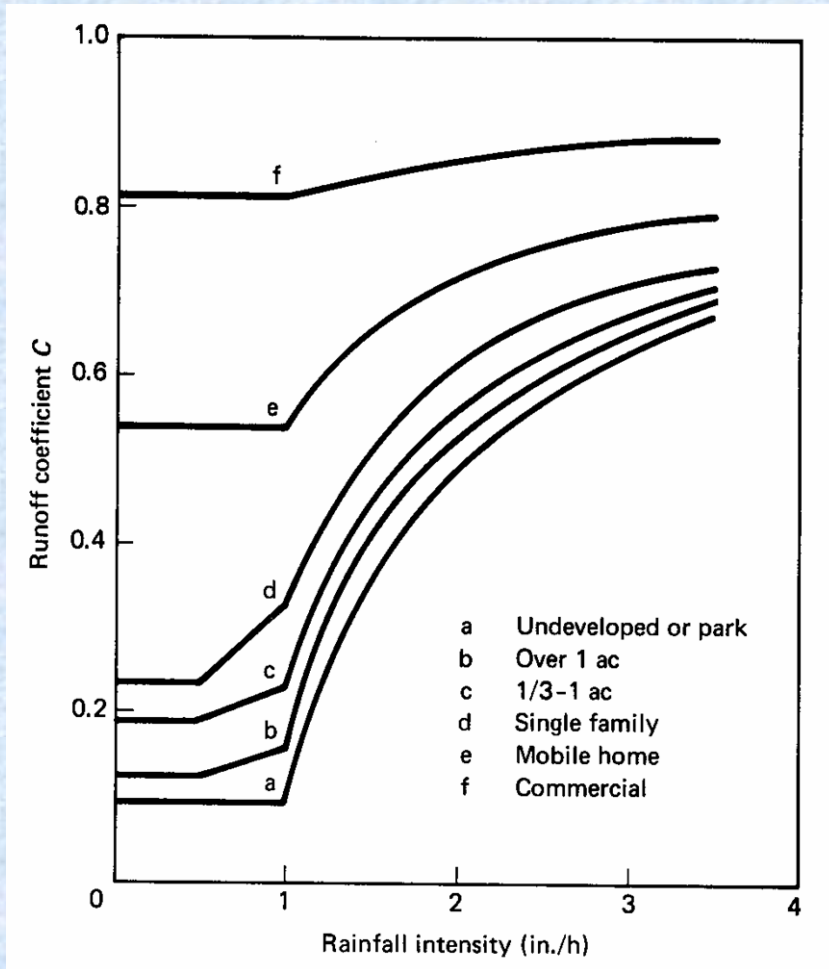 1.0
0.8
0.6
0.4
0.2
0
1
2
3
4
Runoff coefficient C
Rainfall intensity (in./h)
f
e
d
c
b
a
a Undeveloped or park
b Over 1 ac
c 1/3-1 ac
d Single family
e Mobile home
f Commercial